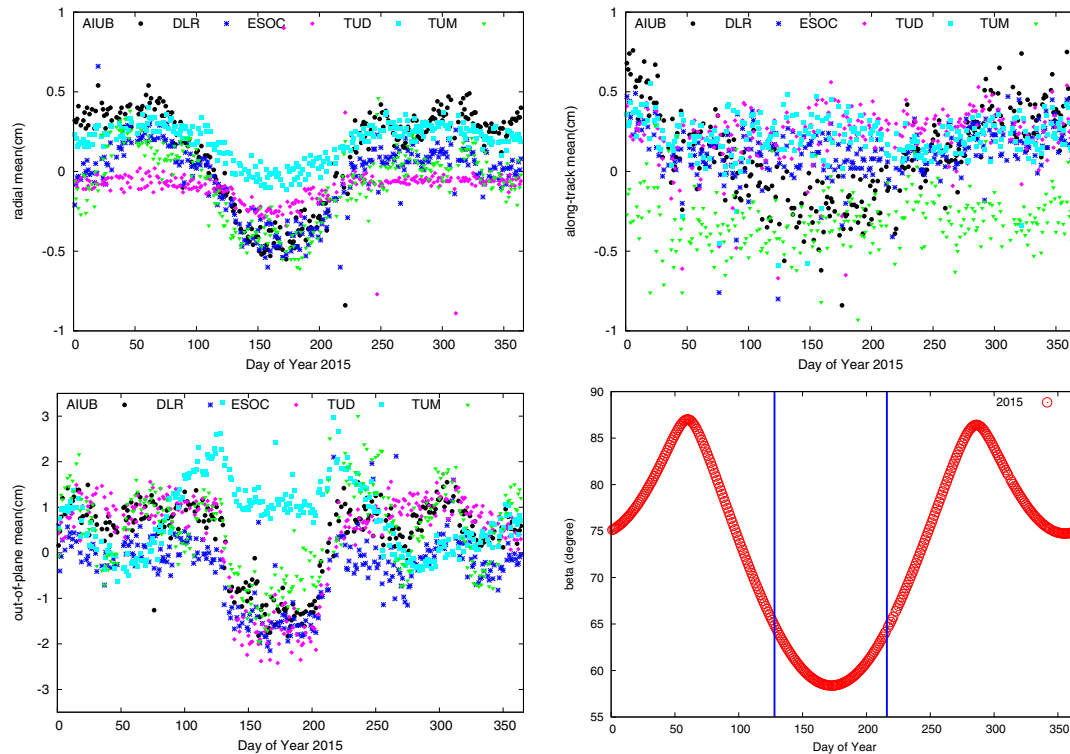 AIUB DLR ESOC TUD TUM
1
0.5
0
-0.5
-1
radial mean(cm)
0 50 100 150 200 250 300 350
Day of Year 2015
AIUB DLR ESOC TUD TUM
1
0.5
0
-0.5
-1
along-track mean(cm)
0 50 100 150 200 250 300 350
Day of Year 2015
AIUB DLR ESOC TUD TUM
3
2
1
0
-1
-2
-3
out-of-plane mean(cm)
0 50 100 150 200 250 300 350
Day of Year 2015
2015
90
85
80
75
70
65
60
55
beta (degree)
0 50 100 150 200 250 300 350
Day of Year